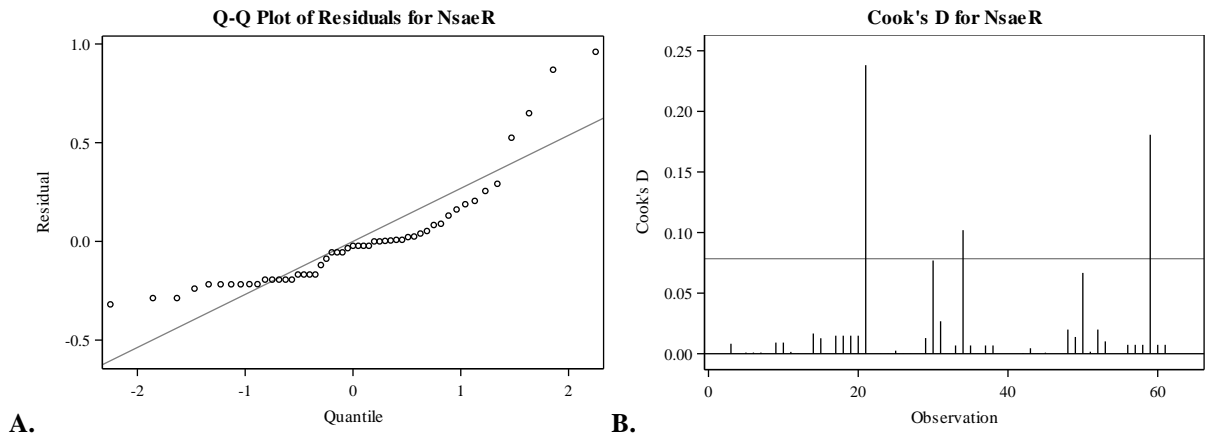 Q-Q Plot of Residuals for NsaeR
1.0
0.5
0.0
-0.5
Residual
-2
-1
0
1
2
Quantile
A.
Cook's D for NsaeR
0.25
0.20
0.15
0.10
0.05
0.00
Cook's D
0
20
40
60
Observation
B.